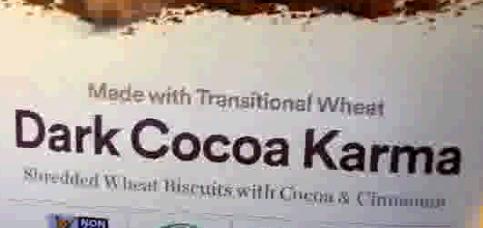 Made with Transitional Wheat
Dark Cocoa Karma
Shredded Wheat Biscuits with Cocoa & Cinnamon
NON